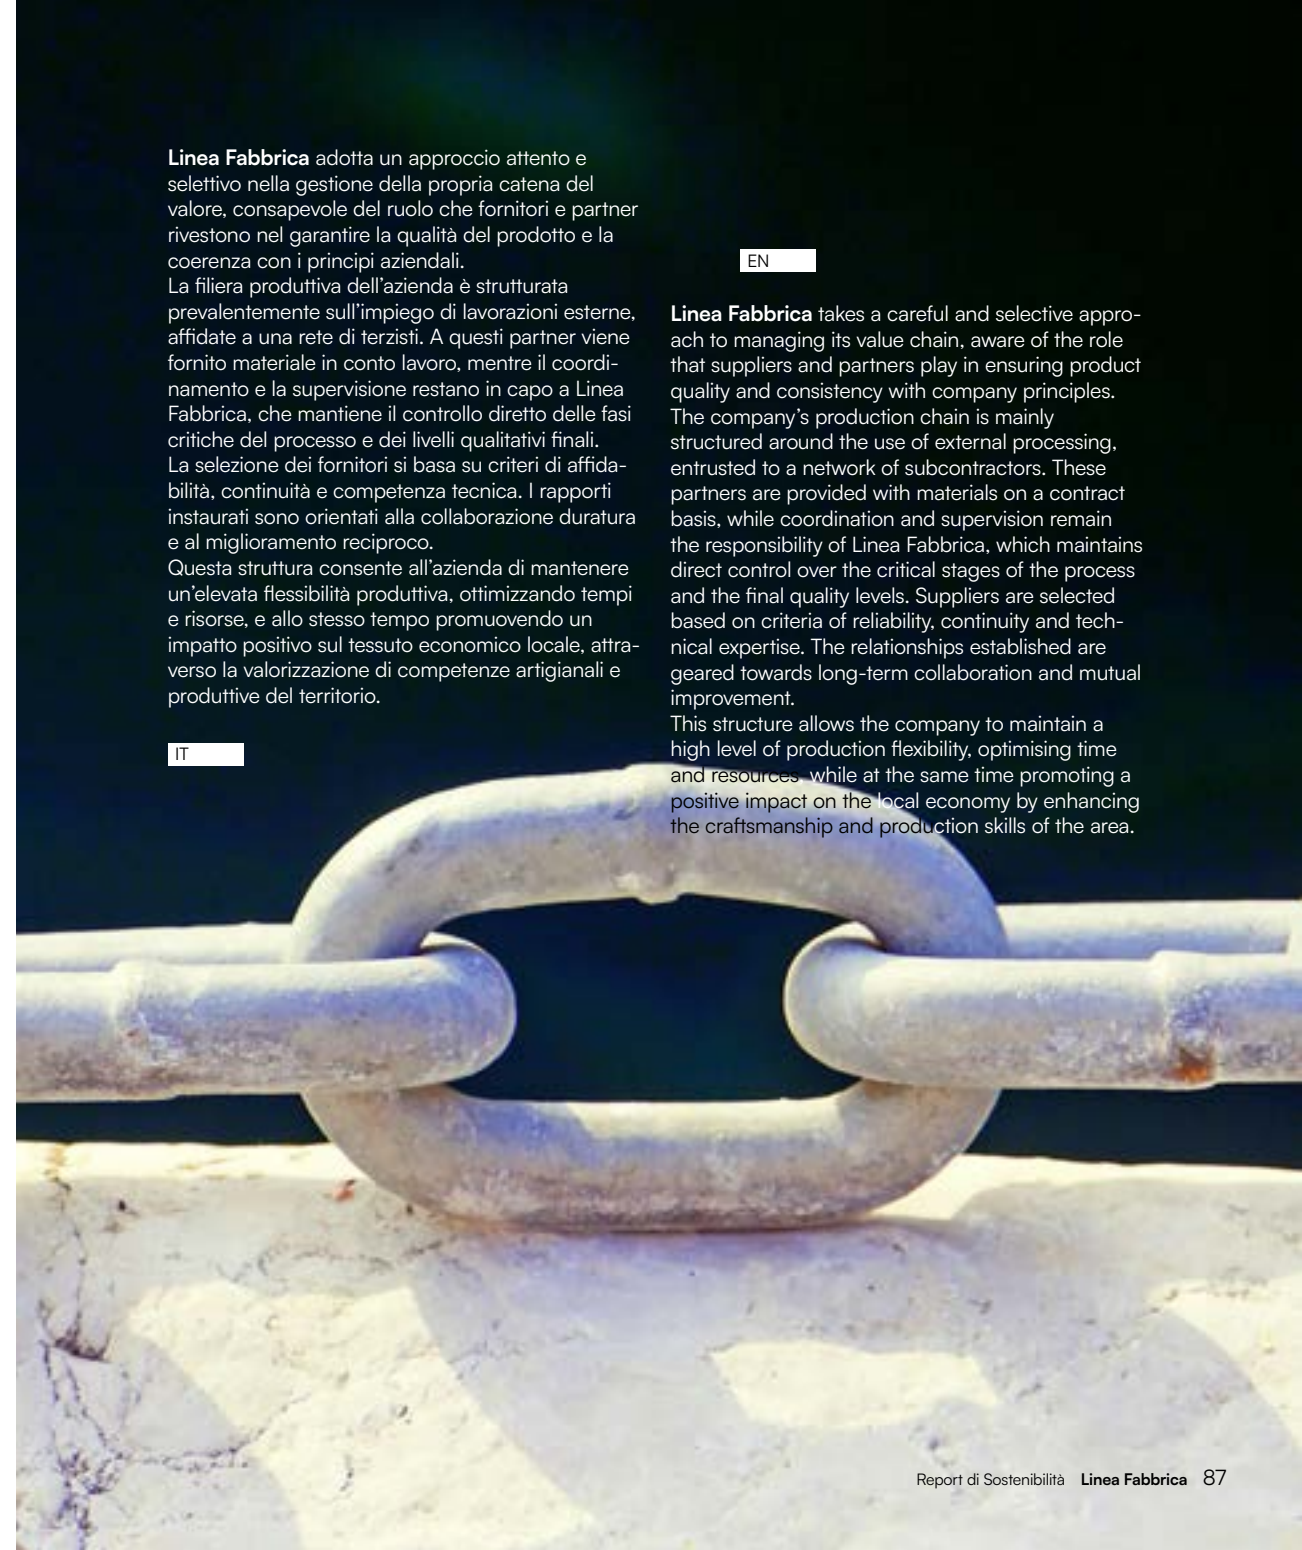 Linea Fabbrica adotta un approccio attento e
selettivo nella gestione della propria catena del
valore, consapevole del ruolo che fornitori e partner
rivestono nel garantire la qualità del prodotto e la
coerenza con i principi aziendali.
La filiera produttiva dell’azienda è strutturata
prevalentemente sull’impiego di lavorazioni esterne,
affidate a una rete di terzisti. A questi partner viene
fornito materiale in conto lavoro, mentre il coordi-
namento e la supervisione restano in capo a Linea
Fabbrica, che mantiene il controllo diretto delle fasi
critiche del processo e dei livelli qualitativi finali.
La selezione dei fornitori si basa su criteri di affida-
bilità, continuità e competenza tecnica. I rapporti
instaurati sono orientati alla collaborazione duratura
e al miglioramento reciproco.
Questa struttura consente all’azienda di mantenere
un’elevata flessibilità produttiva, ottimizzando tempi
e risorse, e allo stesso tempo promuovendo un
impatto positivo sul tessuto economico locale, attra-
verso la valorizzazione di competenze artigianali e
produttive del territorio.
IT
EN
Linea Fabbrica takes a careful and selective appro-
ach to managing its value chain, aware of the role
that suppliers and partners play in ensuring product
quality and consistency with company principles.
The company’s production chain is mainly
structured around the use of external processing,
entrusted to a network of subcontractors. These
partners are provided with materials on a contract
basis, while coordination and supervision remain
the responsibility of Linea Fabbrica, which maintains
direct control over the critical stages of the process
and the final quality levels. Suppliers are selected
based on criteria of reliability, continuity and tech-
nical expertise. The relationships established are
geared towards long-term collaboration and mutual
improvement.
This structure allows the company to maintain a
high level of production flexibility, optimising time
and resources, while at the same time promoting a
positive impact on the local economy by enhancing
the craftsmanship and production skills of the area.
Report di Sostenibilità Linea Fabbrica 87